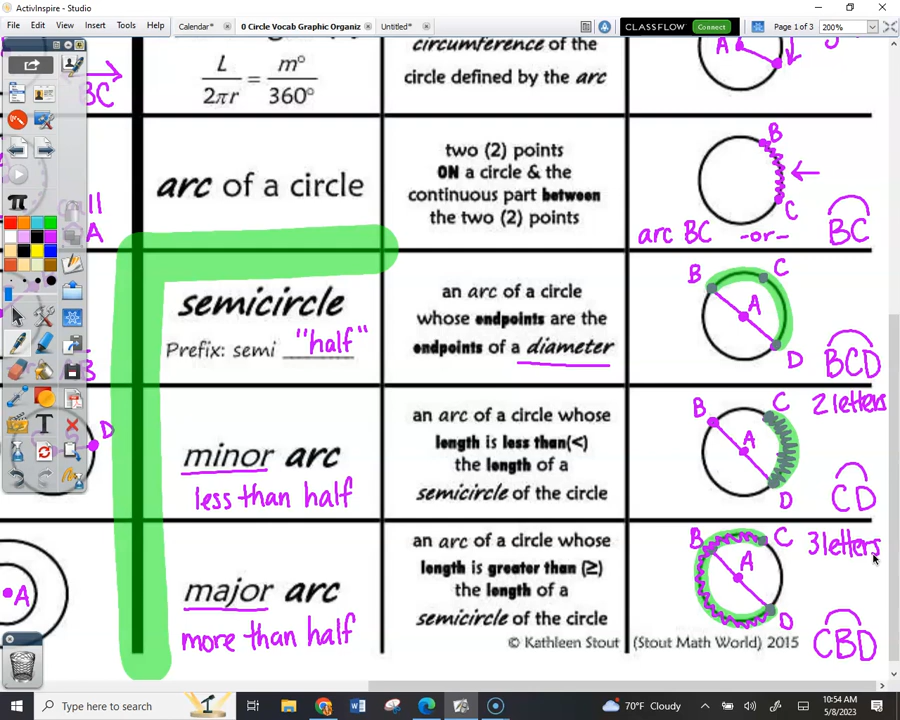 ActivInspire - Studio
File Edit View Insert Tools Help
Calendar*
0 Circle Vocab Graphic Organiz
Untitled*
CLASSFLOW Connect
Page 1 of 3
200%
BC
L / 2πr = m° / 360°
circumference of the
circle defined by the arc
A
arc of a circle
two (2) points
ON a circle & the
continuous part between
the two (2) points
B
C
arc BC -or- BC
A
semicircle
Prefix: semi "half"
an arc of a circle
whose endpoints are the
endpoints of a diameter
B C
A
D
BCD
3
D
minor arc
less than half
an arc of a circle whose
length is less than(<)
the length of a
semicircle of the circle
B C
A
D
2 letters
CD
A
major arc
more than half
an arc of a circle whose
length is greater than (≥)
the length of a
semicircle of the circle
B C
A
D
3 letters
CBD
© Kathleen Stout (Stout Math World) 2015
Type here to search
70°F Cloudy
10:54 AM
5/8/2023